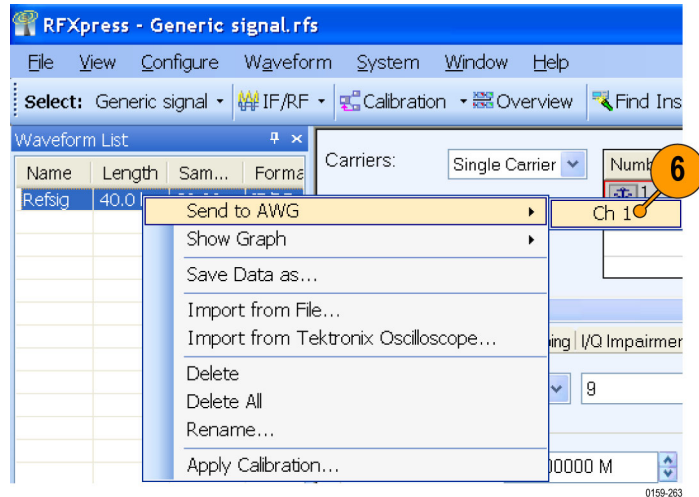 RFXpress - Generic signal.rfs
File View Configure Waveform System Window Help
Select: Generic signal IF/RF Calibration Overview Find Ins
Waveform List
Name Length Sam... Forma
Refsig 40.0
Carriers: Single Carrier Numb
6
1
Send to AWG
Ch 1
Show Graph
Save Data as...
Import from File...
Import from Tektronix Oscilloscope...
ing I/Q Impairmer
Delete
9
Delete All
Rename...
Apply Calibration...
00000 M
0159-263